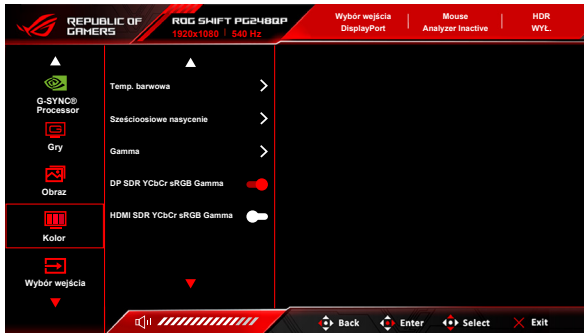 REPUBLIC OF
GAMERS
ROG SWIFT PG248QP
1920x1080 | 540 Hz
Wybór wejścia
DisplayPort
Mouse
Analyzer Inactive
HDR
WYŁ.
G-SYNC®
Processor
Gry
Obraz
Kolor
Wybór wejścia
Temp. barwowa
Sześcioosiowe nasycenie
Gamma
DP SDR YCbCr sRGB Gamma
HDMI SDR YCbCr sRGB Gamma
Back
Enter
Select
Exit